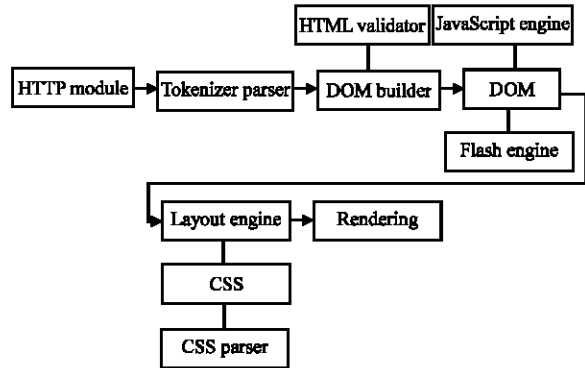 HTML validator
JavaScript engine
HTTP module
Tokenizer parser
DOM builder
DOM
Flash engine
Layout engine
Rendering
CSS
CSS parser